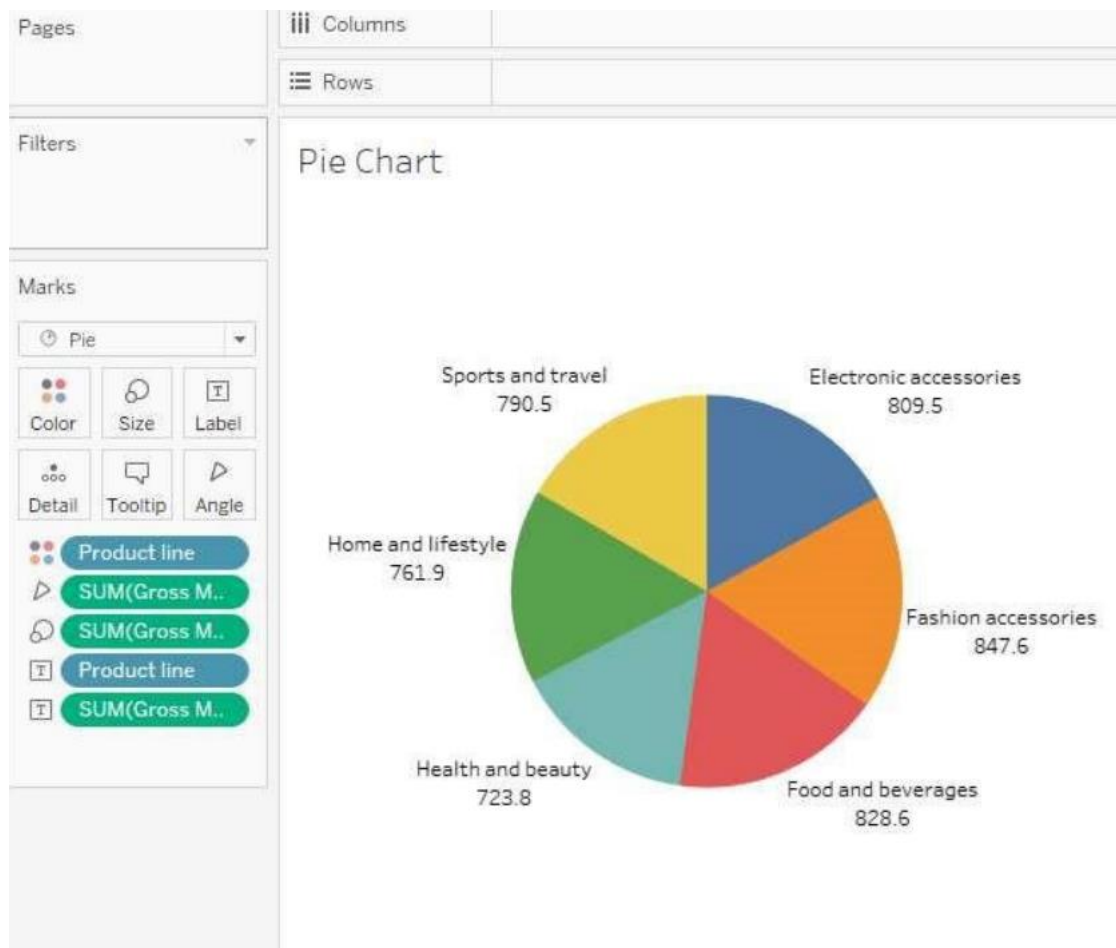 Pages
Columns
Rows
Filters
Pie Chart
Marks
Pie
Color
Size
Label
Detail
Tooltip
Angle
Product line
SUM(Gross M..
SUM(Gross M..
Product line
SUM(Gross M..
Sports and travel
790.5
Electronic accessories
809.5
Home and lifestyle
761.9
Fashion accessories
847.6
Health and beauty
723.8
Food and beverages
828.6